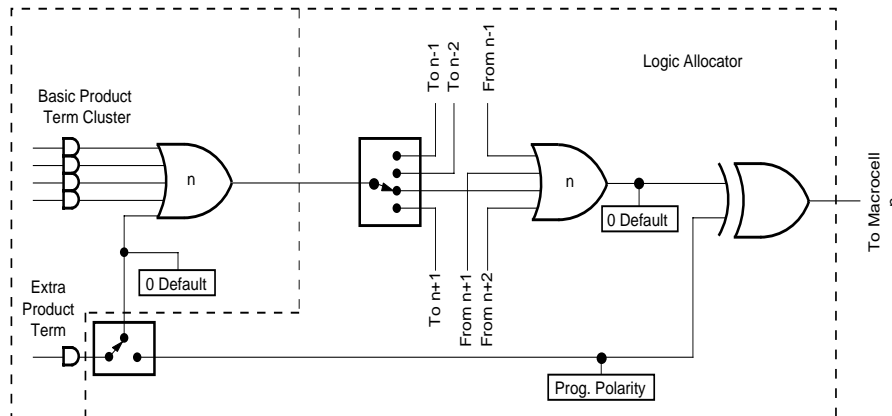 Basic Product
Term Cluster
n
0 Default
Extra
Product
Term
To n-1
To n-2
From n-1
Logic Allocator
n
0 Default
To n+1
From n+1
From n+2
Prog. Polarity
To Macrocell
n